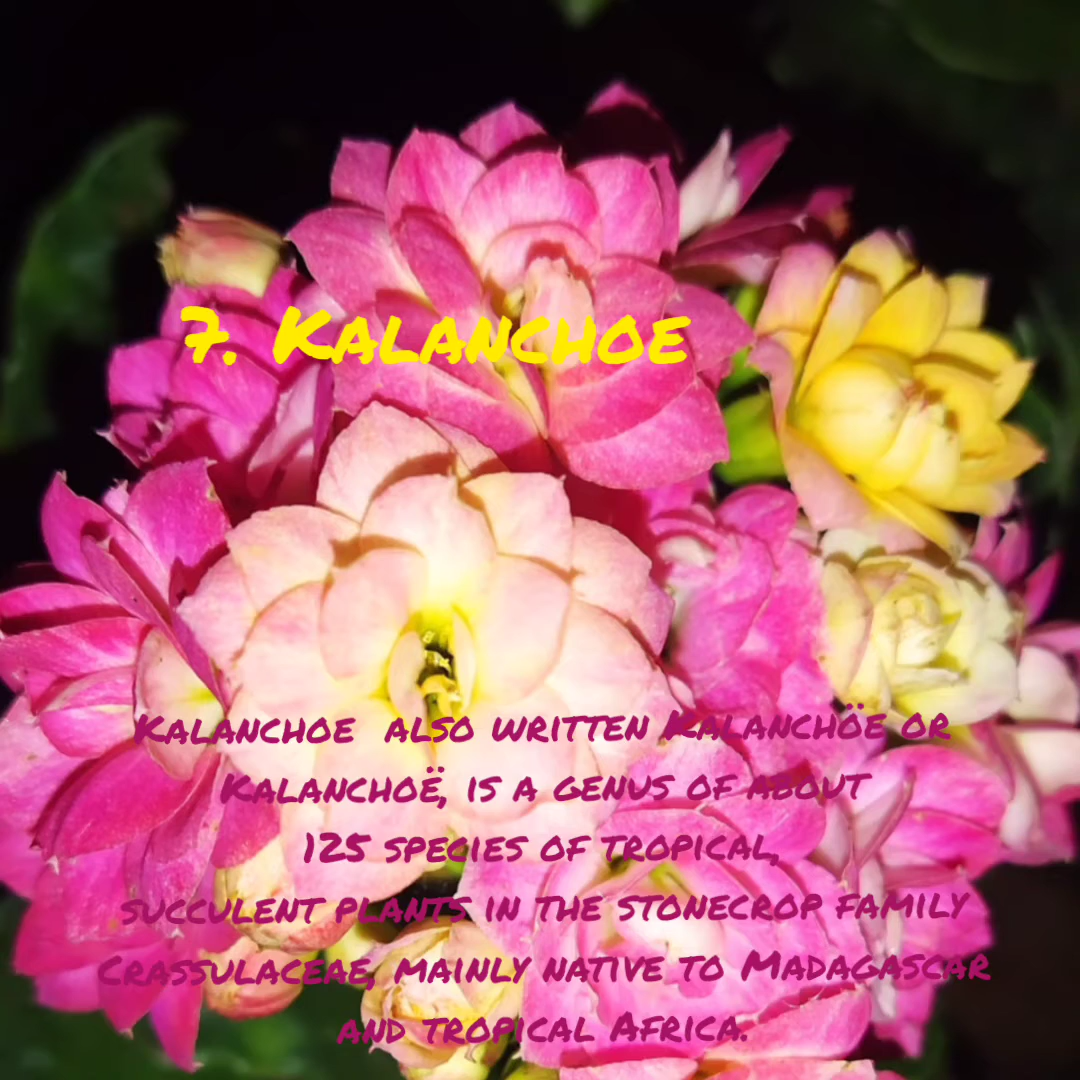 7. Kalanchoe
Kalanchoe also written Kalanchöe or
Kalanchoë, is a genus of about
125 species of tropical,
succulent plants in the stonecrop family
Crassulaceae, mainly native to Madagascar
and tropical Africa.